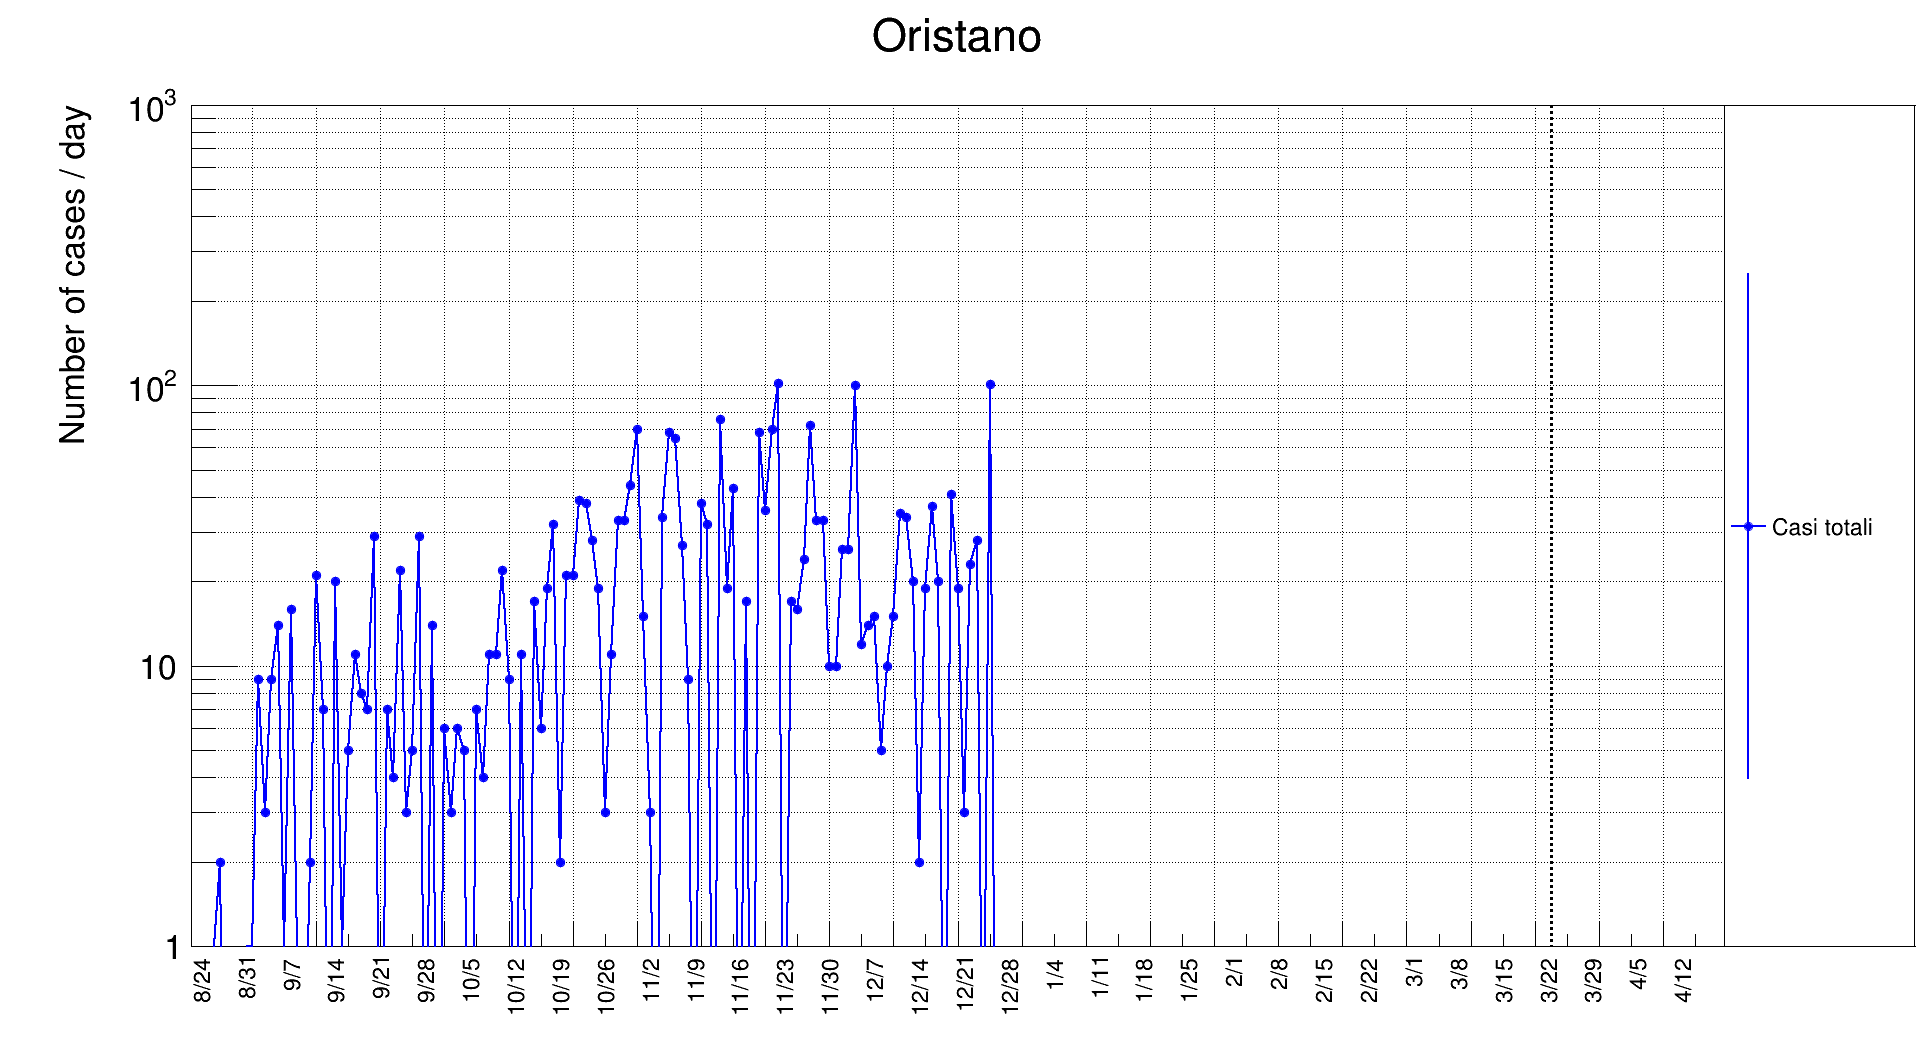 Oristano
Number of cases / day
10³
10²
10
1
8/24 8/31 9/7 9/14 9/21 9/28 10/5 10/12 10/19 10/26 11/2 11/9 11/16 11/23 11/30 12/7 12/14 12/21 12/28 1/4 1/11 1/18 1/25 2/1 2/8 2/15 2/22 3/1 3/8 3/15 3/22 3/29 4/5 4/12
Casi totali